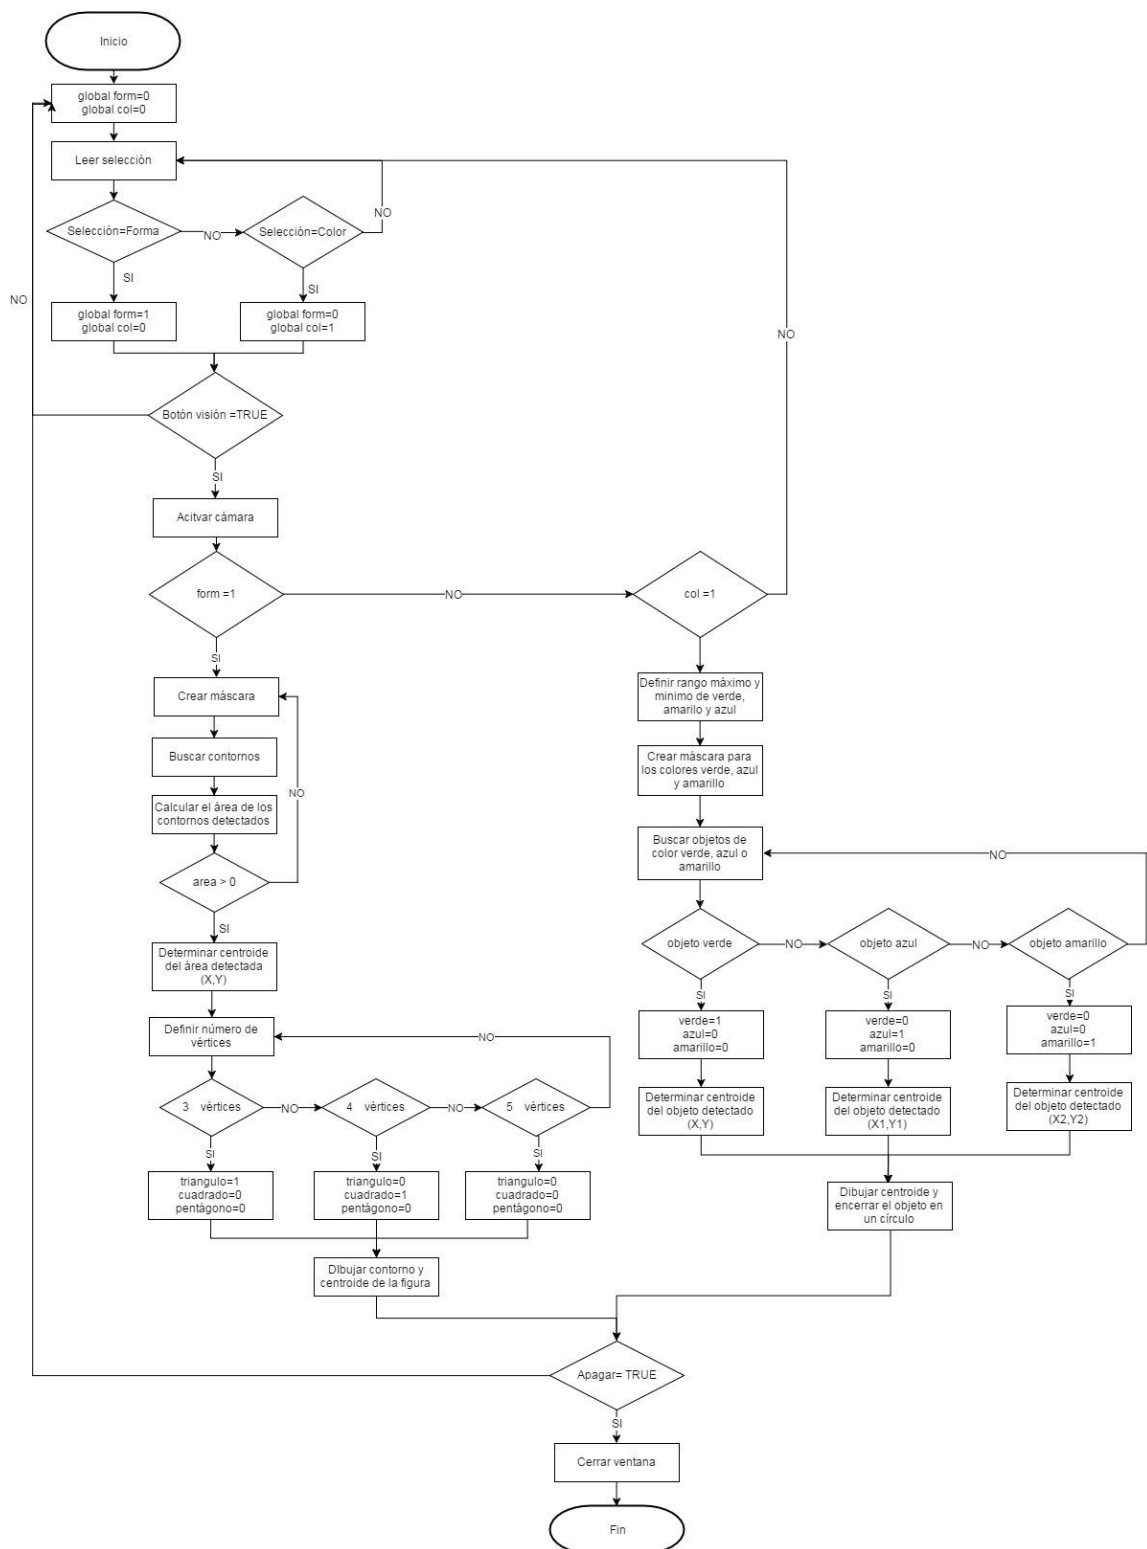 Inicio
global form=0
global col=0
Leer selección
Selección=Forma
NO
Selección=Color
NO
SI
SI
global form=1
global col=0
global form=0
global col=1
NO
NO
Botón visión =TRUE
SI
Acitvar cámara
form =1
NO
col =1
SI
Crear máscara
Definir rango máximo y
minimo de verde,
amarilo y azul
Buscar contornos
Crear máscara para
los colores verde, azul
y amarillo
NO
Calcular el área de los
contornos detectados
Buscar objetos de
color verde, azul o
amarillo
NO
area > 0
SI
objeto verde
NO
objeto azul
NO
objeto amarillo
Determinar centroide
del área detectada
(X,Y)
SI
SI
SI
verde=1
azul=0
amarillo=0
verde=0
azul=1
amarillo=0
verde=0
azul=0
amarillo=1
Definir número de
vértices
NO
3 vértices
NO
4 vértices
NO
5 vértices
Determinar centroide
del objeto detectado
(X,Y)
Determinar centroide
del objeto detectado
(X1,Y1)
Determinar centroide
del objeto detectado
(X2,Y2)
SI
SI
SI
triangulo=1
cuadrado=0
pentágono=0
triangulo=0
cuadrado=1
pentágono=0
triangulo=0
cuadrado=0
pentágono=0
Dibujar centroide y
encerrar el objeto en
un círculo
DIbujar contorno y
centroide de la figura
Apagar= TRUE
SI
Cerrar ventana
Fin